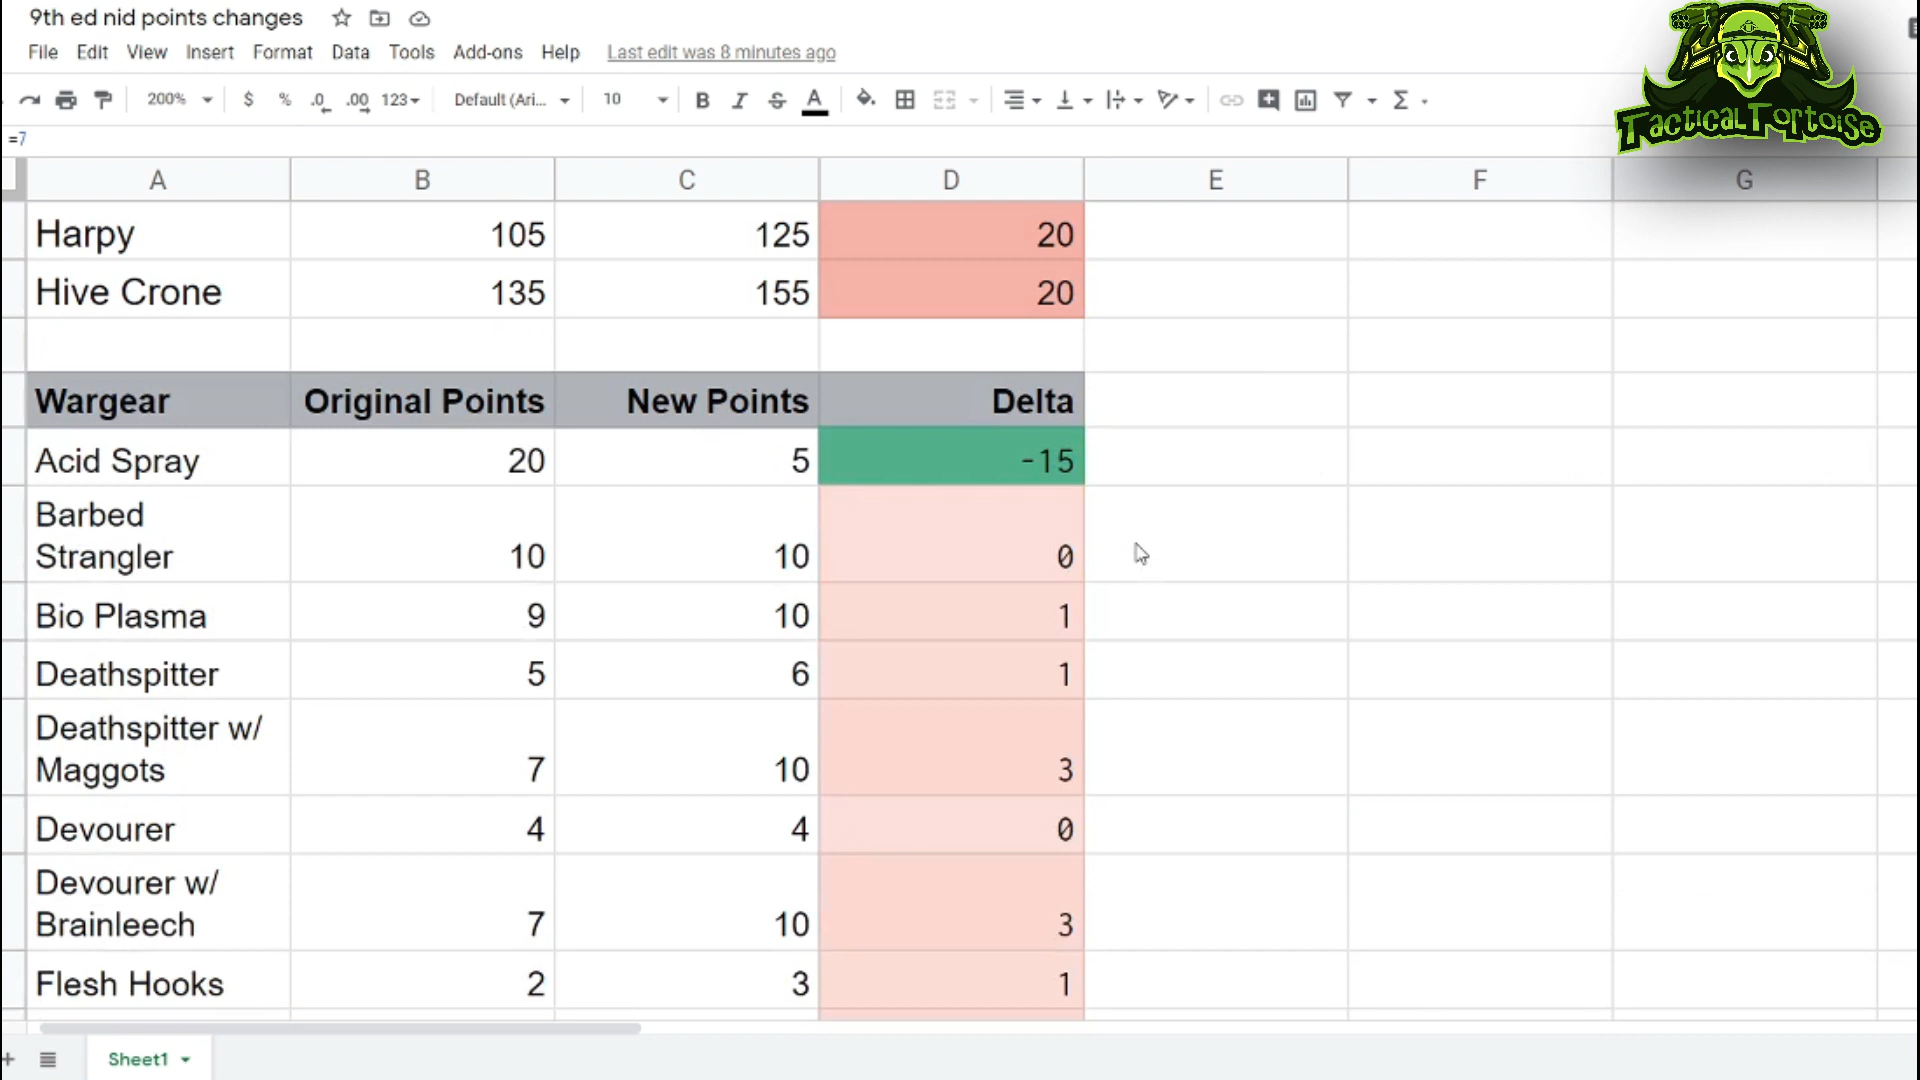 9th ed nid points changes
File Edit View Insert Format Data Tools Add-ons Help Last edit was 8 minutes ago
200% $ % .0 .00 123 Default (Ari... 10 B I S A Σ
=7
TacticalTortoise
A B C D E F G
Harpy 105 125 20
Hive Crone 135 155 20
Wargear Original Points New Points Delta
Acid Spray 20 5 -15
Barbed
Strangler 10 10 0
Bio Plasma 9 10 1
Deathspitter 5 6 1
Deathspitter w/
Maggots 7 10 3
Devourer 4 4 0
Devourer w/
Brainleech 7 10 3
Flesh Hooks 2 3 1
+ Sheet1